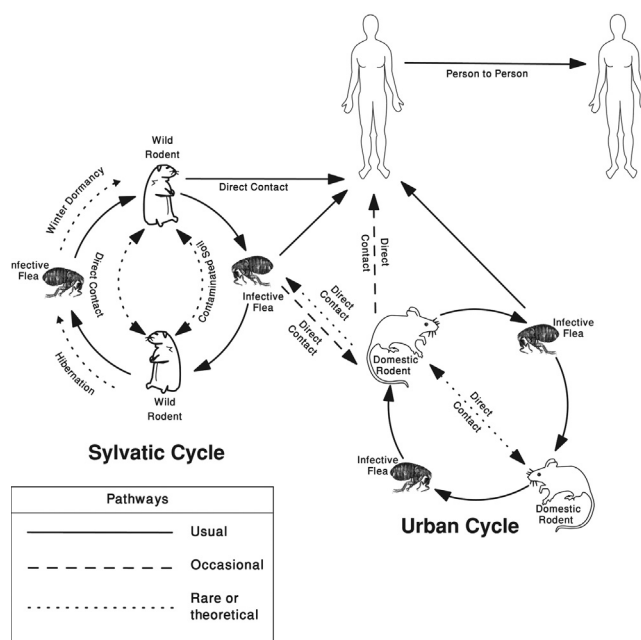 Person to Person
Wild
Rodent
Direct Contact
Winter Dormancy
nfective
Flea
Direct Contact
Contaminated Soil
Infective
Flea
Hibernation
Wild
Rodent
Direct
Contact
Direct
Contact
Direct
Contact
Domestic
Rodent
Infective
Flea
Direct
Contact
Infective
Flea
Domestic
Rodent
Sylvatic Cycle
Urban Cycle
Pathways
Usual
Occasional
Rare or
theoretical